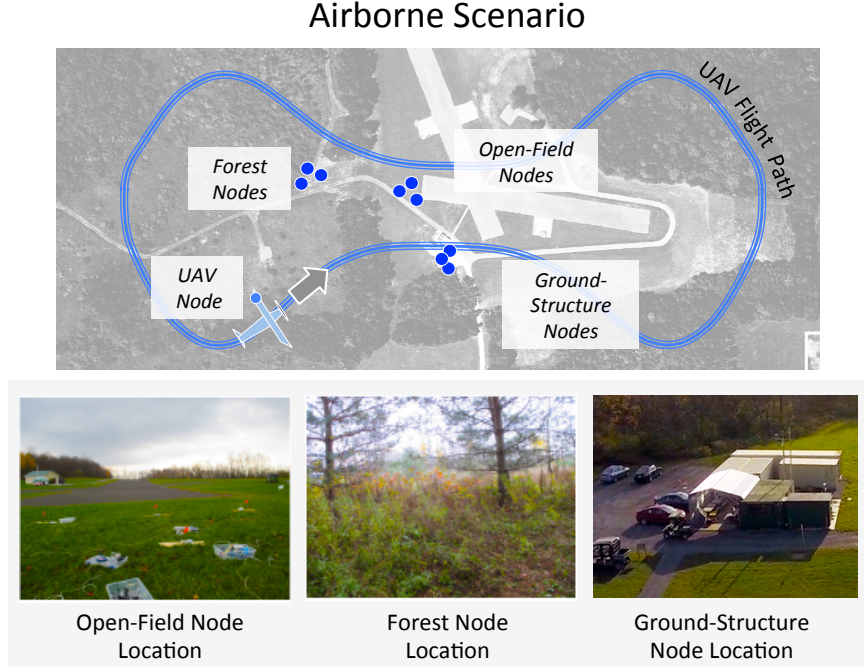 Airborne Scenario
UAV Flight Path
Forest
Nodes
Open-Field
Nodes
UAV
Node
Ground-
Structure
Nodes
Open-Field Node
Location
Forest Node
Location
Ground-Structure
Node Location